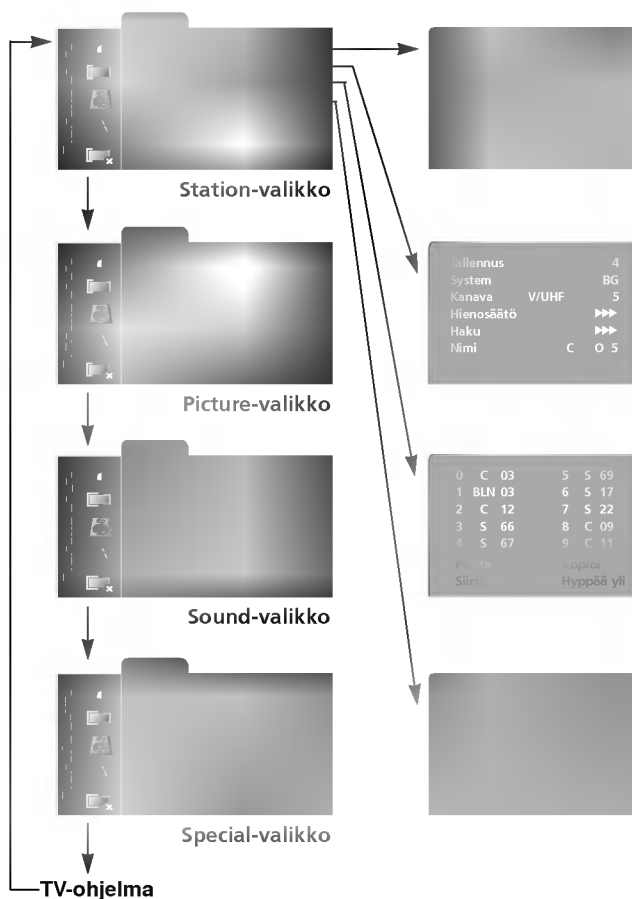 Station-valikko
Tallennus 4
System BG
Kanava V/UHF 5
Hienosäätö ▶▶▶
Haku ▶▶▶
Nimi C O 5
Picture-valikko
0 C 03 5 S 69
1 BLN 03 6 S 17
2 C 12 7 S 22
3 S 66 8 C 09
4 S 67 9 C 11
Kopioi
Siirrä Hyppää yli
Sound-valikko
Special-valikko
TV-ohjelma